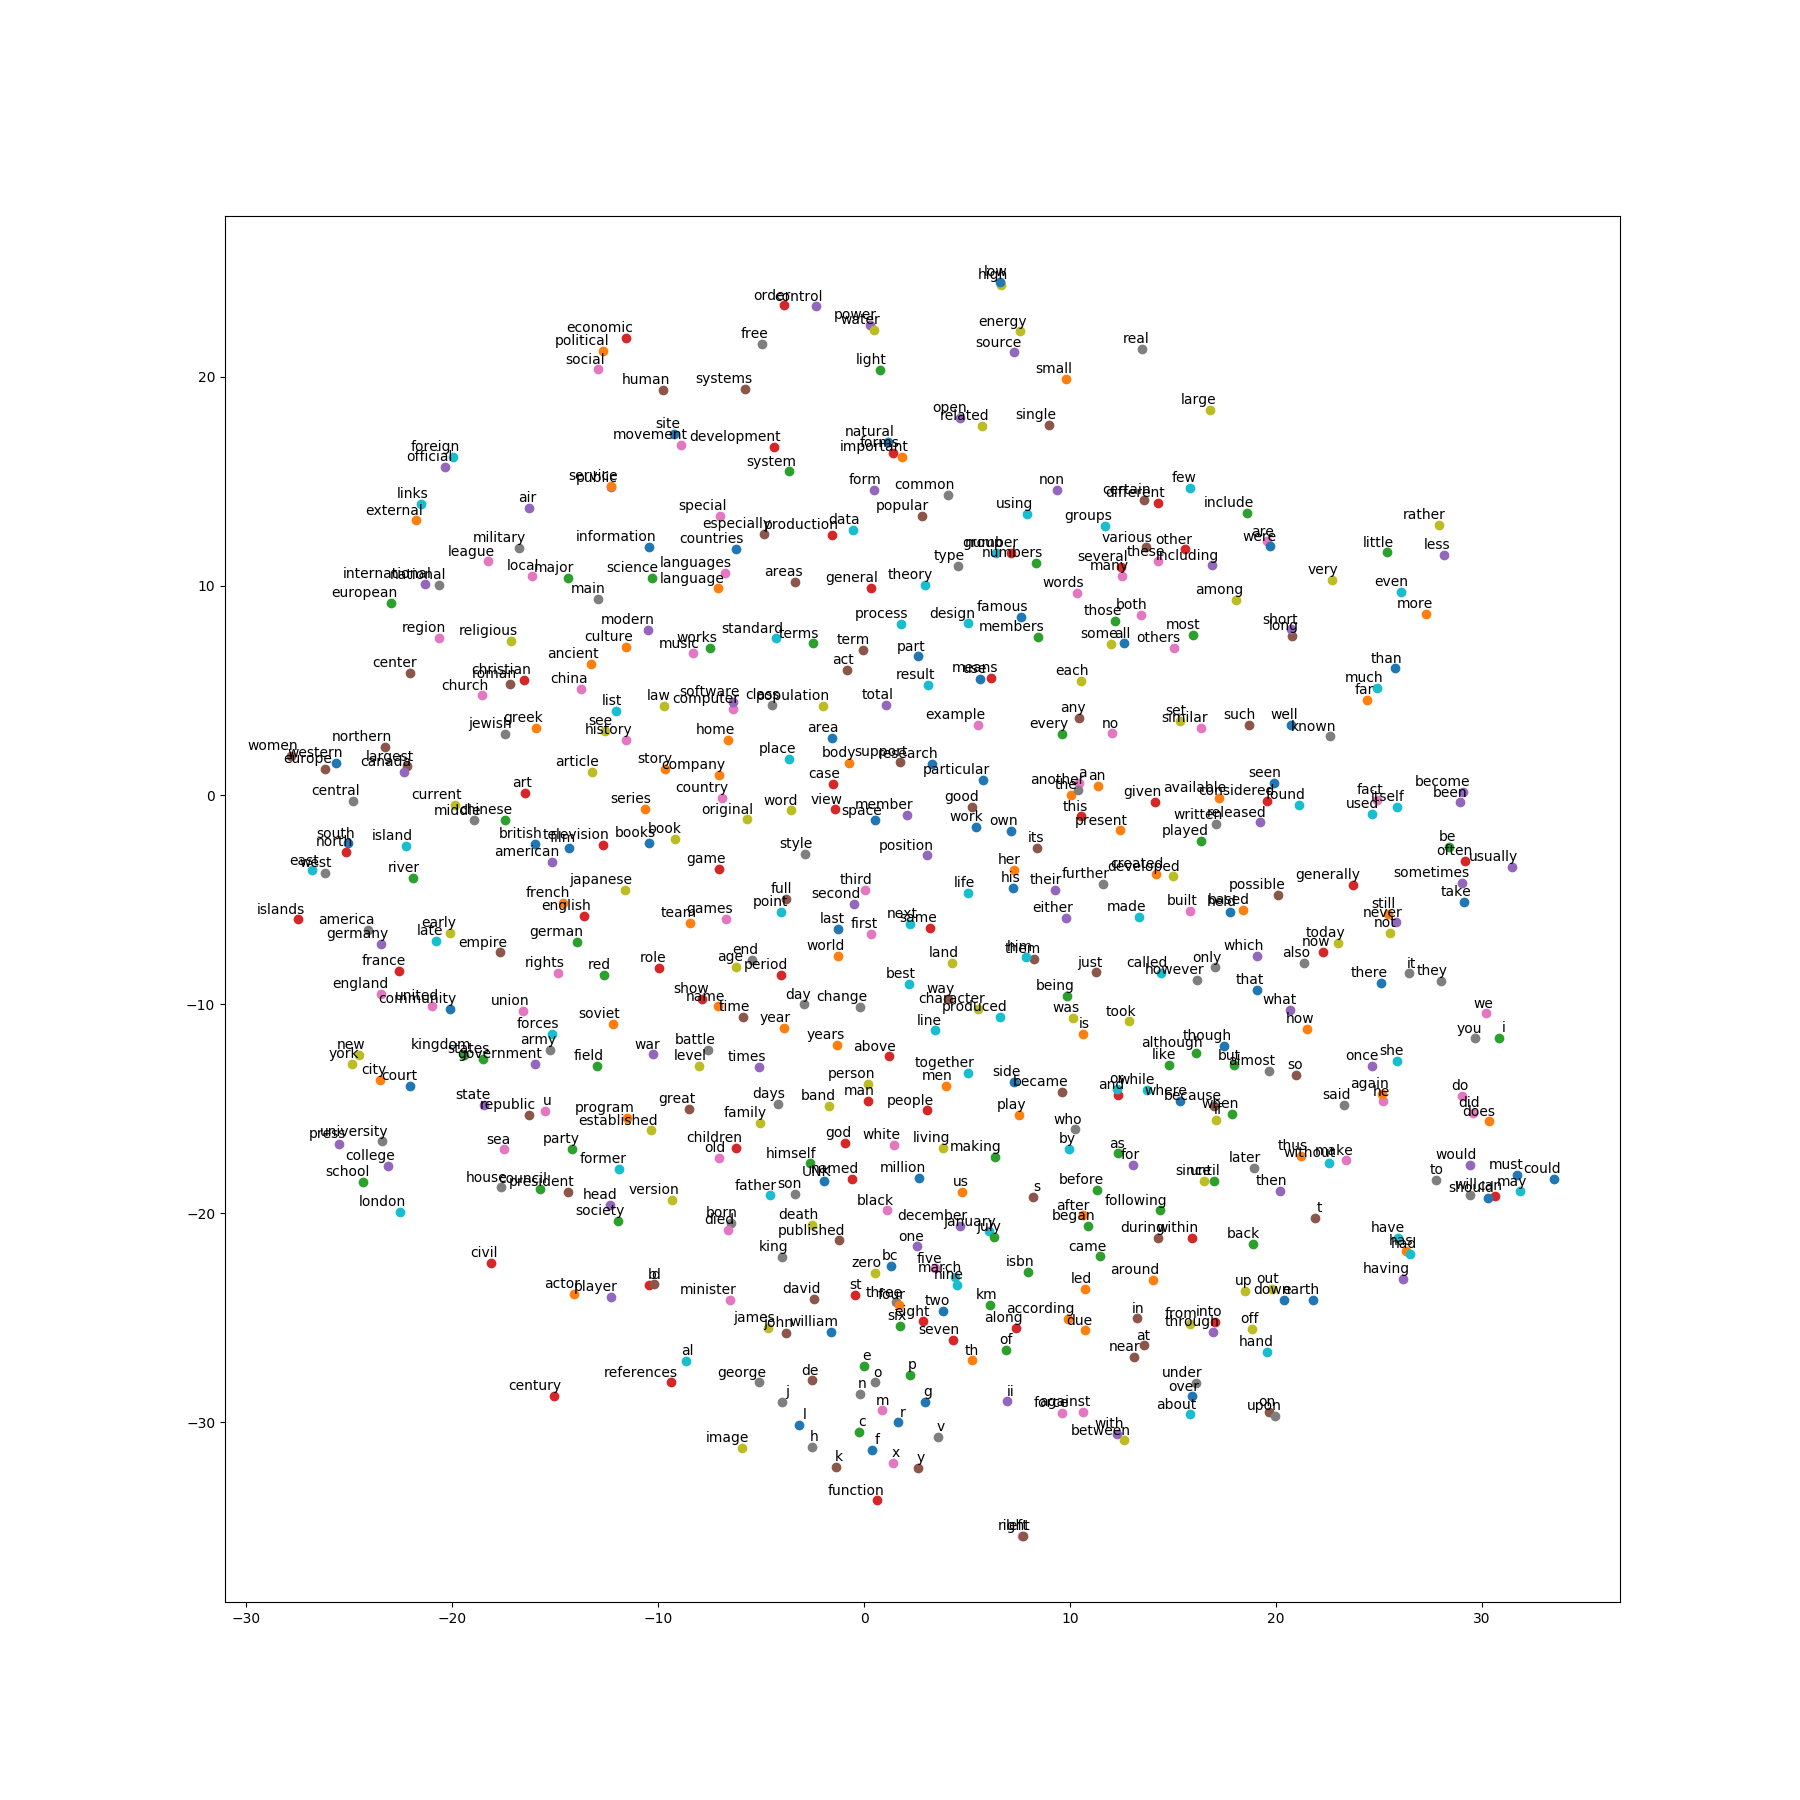 low
high
order control
power
water
energy
economic
free
real
political
source
social
light
human
systems
small
large
open
related
single
site
natural
movement development
forms
important
foreign
official
system
service
public
form
common
non
few
certain
different
links
air
special
popular
using
include
external
especially production
data
groups
rather
military
information
countries
group
number
numbers
various
other
are
were
little
less
league
local
major
science
languages
language
areas
general
theory
type
several
many
these
including
international
national
main
words
very
even
european
among
more
modern
process
design
famous
those
both
short
long
region
religious
culture
works
music
standard
terms
members
some all
others
most
ancient
term
part
than
center
christian
roman
act
result
means
use
each
much
far
church
china
law
software
computer
class
population
total
list
jewish
greek
see
history
home
area
example
any
every
no
set
similar
such
well
known
northern
women
western
europe
largest
canada
article
story
company
place
body
support
research
particular
another
a
an
the
available
considered
seen
found
become
been
fact
itself
used
central
current
middle
chinese
art
series
country
original
word
case
view
space
member
good
this
given
present
written
released
played
work
own
its
south
north
island
british
television
film
books
book
american
style
position
be
often
usually
east
west
river
game
her
his
their
further
created
developed
generally
sometimes
take
japanese
third
life
possible
french
english
full
point
second
islands
team
games
last
first
next
same
either
made
built
held
based
still
never
not
america
germany
early
late
german
empire
end
age
period
world
land
him
them
just
called
however
only
which
also
now
today
it
they
france
rights
red
role
best
that
there
england
united
community
union
show
name
time
day
change
way
character
produced
being
what
we
soviet
year
line
was
is
took
how
forces
army
you
i
kingdom
states
government
new
york
field
war
battle
level
times
years
above
although
though
like
but
almost
so
once
she
city
court
together
person
men
side
became
or
and
while
where
because
when
if
said
again
he
do
did
does
state
republic
u
program
established
great
days
family
band
man
people
play
university
press
college
who
school
sea
party
children
old
god
white
living
making
by
as
for
thus
without
make
former
himself
UNK
named
million
later
would
must
could
london
house
council
president
head
society
version
father
son
us
s
before
since
until
then
to
will
can
should
may
born
died
death
published
black
december
january
july
after
began
following
t
king
one
during
within
back
have
has
had
civil
zero
bc
five
march
nine
isbn
came
having
actor
player
minister
david
st
three
four
two
km
led
around
up
out
down
earth
james
john
william
six
eight
seven
along
according
due
in
from
into
through
off
hand
al
th
of
at
near
century
references
george
de
e
o
p
under
over
about
j
n
m
g
ii
force
against
on
upon
l
c
r
v
with
between
image
h
f
k
x
y
function
right
left
20
10
0
−10
−20
−30
−30 −20 −10 0 10 20 30